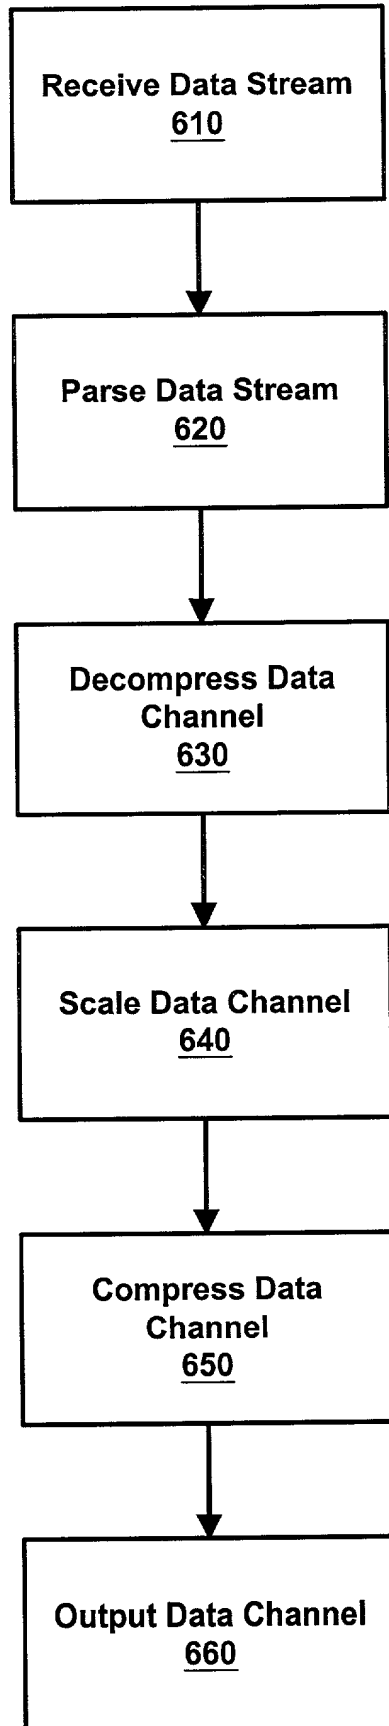 Receive Data Stream
610
Parse Data Stream
620
Decompress Data
Channel
630
Scale Data Channel
640
Compress Data
Channel
650
Output Data Channel
660